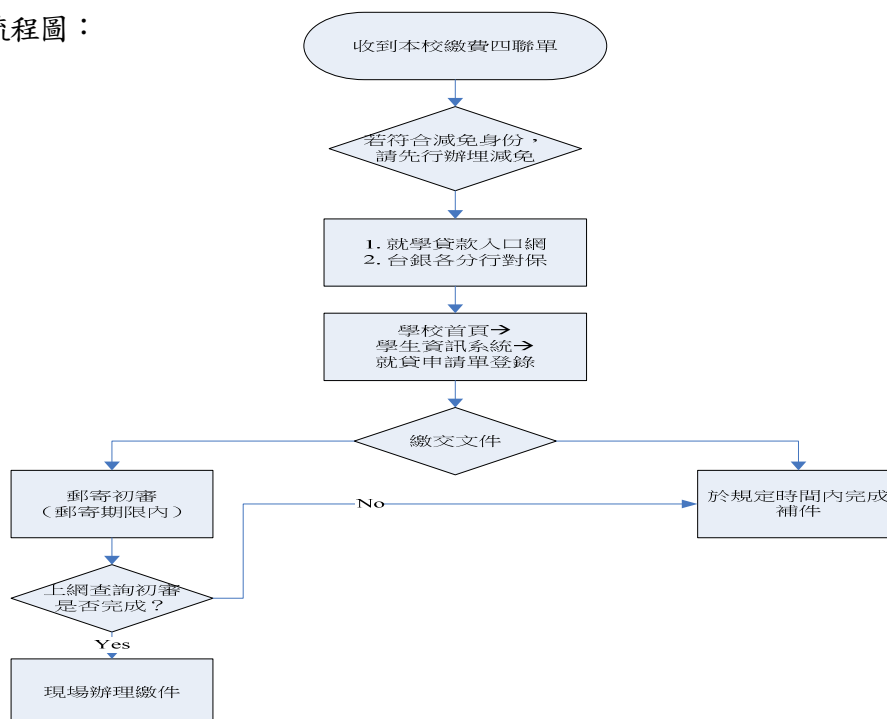 流程圖：
收到本校繳費四聯單
若符合減免身份，
請先行辦理減免
1. 就學貸款入口網
2. 台銀各分行對保
學校首頁→
學生資訊系統→
就貸申請單登錄
繳交文件
郵寄初審
（郵寄期限內）
No
於規定時間內完成
補件
上網查詢初審
是否完成？
Yes
現場辦理繳件